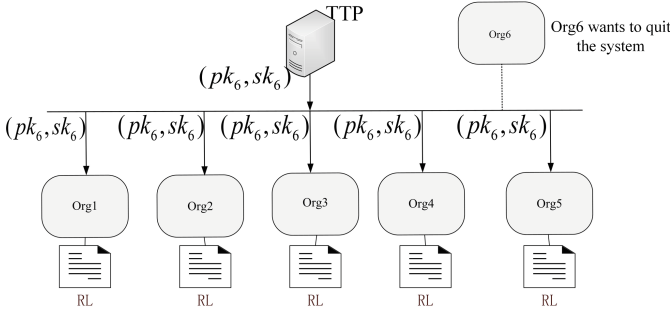 TTP
Org6
Org6 wants to quit
the system
(pk₆, sk₆)
(pk₆, sk₆) (pk₆, sk₆) (pk₆, sk₆) (pk₆, sk₆) (pk₆, sk₆)
Org1 Org2 Org3 Org4 Org5
RL RL RL RL RL